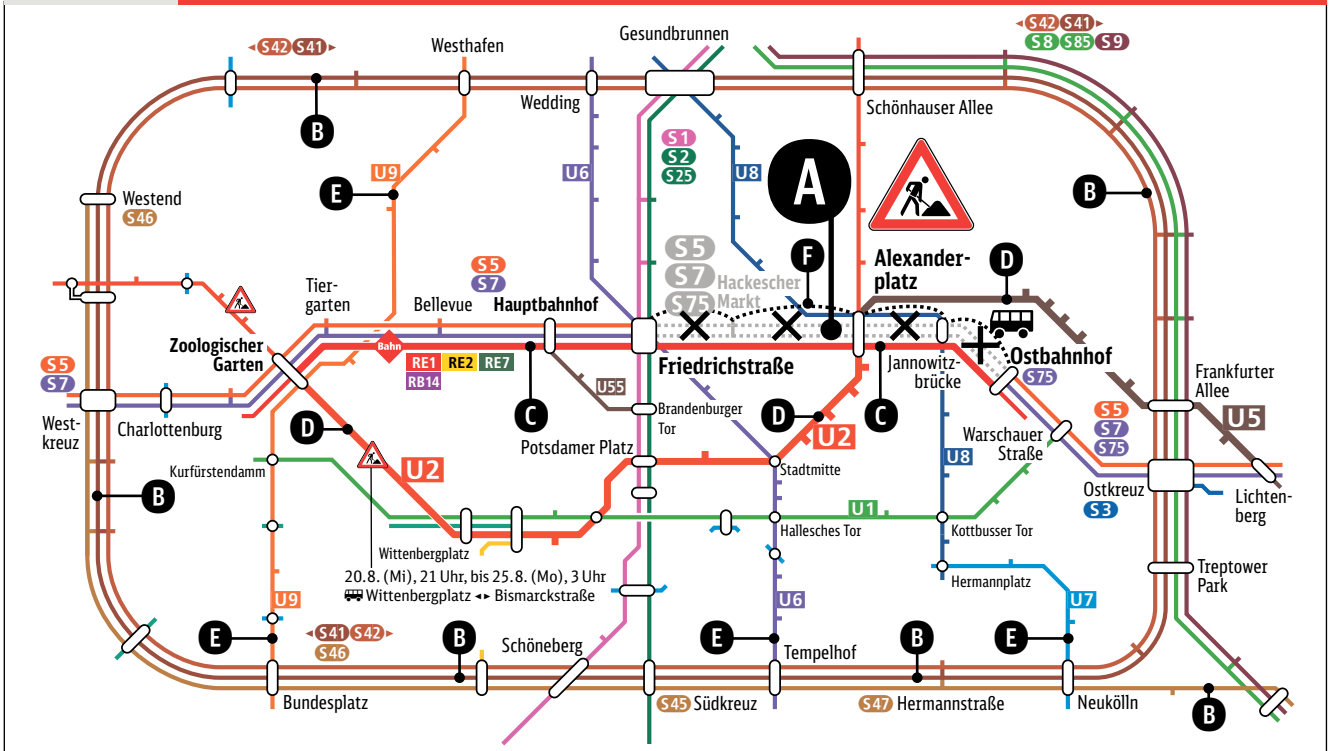 ◄ S42 S41 ►
Westhafen
Gesundbrunnen
◄ S42 S41 ►
S8 S85 S9
Wedding
Schönhauser Allee
B
S1
S2
S25
U9
U6
U8
A
E
B
Westend
S46
S5
S7
S75
Hackescher
Markt
F
Alexander-
platz
D
Tier-
garten
S5
S7
Bellevue
Hauptbahnhof
Zoologischer
Garten
Bahn
RE1 RE2 RE7
RB14
Friedrichstraße
Jannowitz-
brücke
Ostbahnhof
S75
S5
S7
U55
Frankfurter
Allee
West-
kreuz
Charlottenburg
C
Brandenburger
Tor
D
U2
C
S5
S7
S75
U5
D
Potsdamer Platz
Warschauer
Straße
Kurfürstendamm
U2
Stadtmitte
U8
Ostkreuz
S3
Lichten-
berg
B
U1
Wittenbergplatz
Hallesches Tor
Kottbusser Tor
20.8. (Mi), 21 Uhr, bis 25.8. (Mo), 3 Uhr
Wittenbergplatz ◄► Bismarckstraße
Hermannplatz
Treptower
Park
U9
U6
U7
E
◄ S41 S42 ►
S46
B
Schöneberg
E
Tempelhof
B
E
Bundesplatz
S45 Südkreuz
S47 Hermannstraße
Neukölln
B